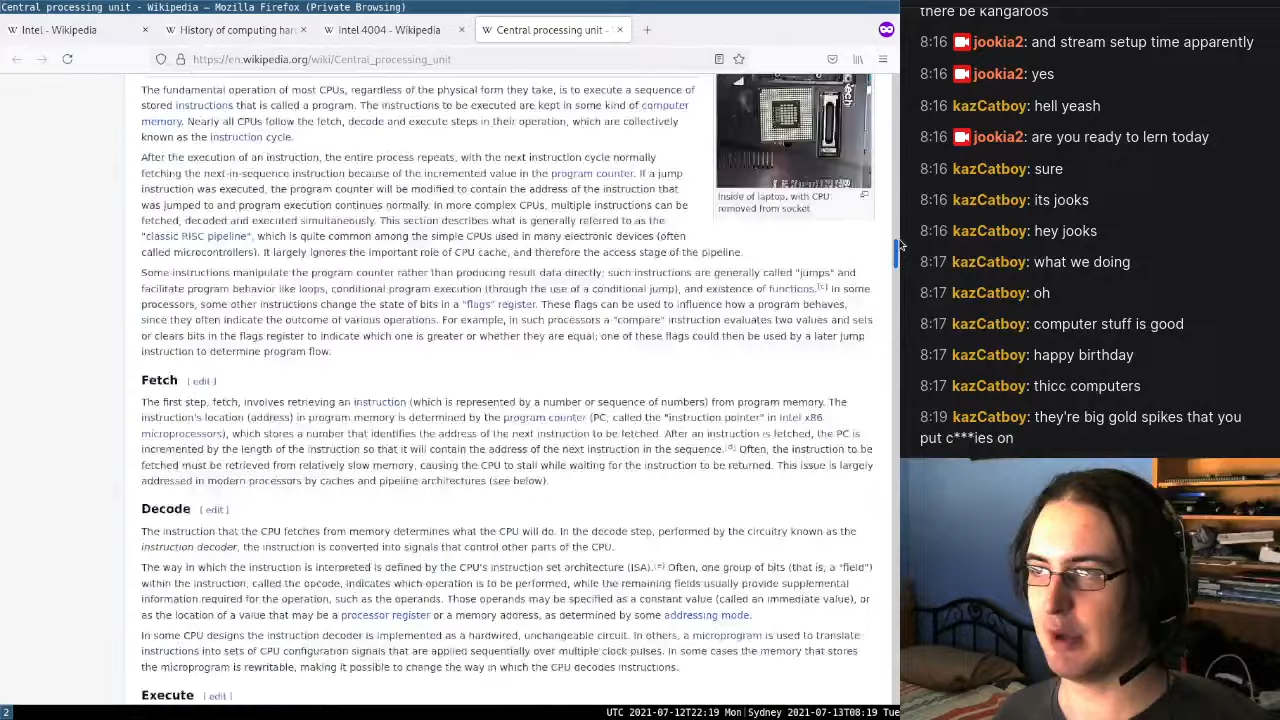 Central processing unit - Wikipedia — Mozilla Firefox (Private Browsing)
Intel - Wikipedia
History of computing har
Intel 4004 - Wikipedia
Central processing unit -
https://en.wikipedia.org/wiki/Central_processing_unit
The fundamental operation of most CPUs, regardless of the physical form they take, is to execute a sequence of
stored instructions that is called a program. The instructions to be executed are kept in some kind of computer
memory. Nearly all CPUs follow the fetch, decode and execute steps in their operation, which are collectively
known as the instruction cycle.
After the execution of an instruction, the entire process repeats, with the next instruction cycle normally
fetching the next-in-sequence instruction because of the incremented value in the program counter. If a jump
instruction was executed, the program counter will be modified to contain the address of the instruction that
was jumped to and program execution continues normally. In more complex CPUs, multiple instructions can be
fetched, decoded and executed simultaneously. This section describes what is generally referred to as the
"classic RISC pipeline", which is quite common among the simple CPUs used in many electronic devices (often
called microcontrollers). It largely ignores the important role of CPU cache, and therefore the access stage of the pipeline.
Inside of laptop, with CPU
removed from socket
Some instructions manipulate the program counter rather than producing result data directly; such instructions are generally called "jumps" and
facilitate program behavior like loops, conditional program execution (through the use of a conditional jump), and existence of functions.[c] In some
processors, some other instructions change the state of bits in a "flags" register. These flags can be used to influence how a program behaves,
since they often indicate the outcome of various operations. For example, in such processors a "compare" instruction evaluates two values and sets
or clears bits in the flags register to indicate which one is greater or whether they are equal; one of these flags could then be used by a later jump
instruction to determine program flow.
Fetch [ edit ]
The first step, fetch, involves retrieving an instruction (which is represented by a number or sequence of numbers) from program memory. The
instruction's location (address) in program memory is determined by the program counter (PC; called the "instruction pointer" in Intel x86
microprocessors), which stores a number that identifies the address of the next instruction to be fetched. After an instruction is fetched, the PC is
incremented by the length of the instruction so that it will contain the address of the next instruction in the sequence.[d] Often, the instruction to be
fetched must be retrieved from relatively slow memory, causing the CPU to stall while waiting for the instruction to be returned. This issue is largely
addressed in modern processors by caches and pipeline architectures (see below).
Decode [ edit ]
The instruction that the CPU fetches from memory determines what the CPU will do. In the decode step, performed by the circuitry known as the
instruction decoder, the instruction is converted into signals that control other parts of the CPU.
The way in which the instruction is interpreted is defined by the CPU's instruction set architecture (ISA).[e] Often, one group of bits (that is, a "field")
within the instruction, called the opcode, indicates which operation is to be performed, while the remaining fields usually provide supplemental
information required for the operation, such as the operands. Those operands may be specified as a constant value (called an immediate value), or
as the location of a value that may be a processor register or a memory address, as determined by some addressing mode.
In some CPU designs the instruction decoder is implemented as a hardwired, unchangeable circuit. In others, a microprogram is used to translate
instructions into sets of CPU configuration signals that are applied sequentially over multiple clock pulses. In some cases the memory that stores
the microprogram is rewritable, making it possible to change the way in which the CPU decodes instructions.
Execute [ edit ]
2
UTC 2021-07-12T22:19 Mon|Sydney 2021-07-13T08:19 Tue
there be kangaroos
8:16 jookia2: and stream setup time apparently
8:16 jookia2: yes
8:16 kazCatboy: hell yeash
8:16 jookia2: are you ready to lern today
8:16 kazCatboy: sure
8:16 kazCatboy: its jooks
8:16 kazCatboy: hey jooks
8:17 kazCatboy: what we doing
8:17 kazCatboy: oh
8:17 kazCatboy: computer stuff is good
8:17 kazCatboy: happy birthday
8:17 kazCatboy: thicc computers
8:19 kazCatboy: they're big gold spikes that you
put c***ies on